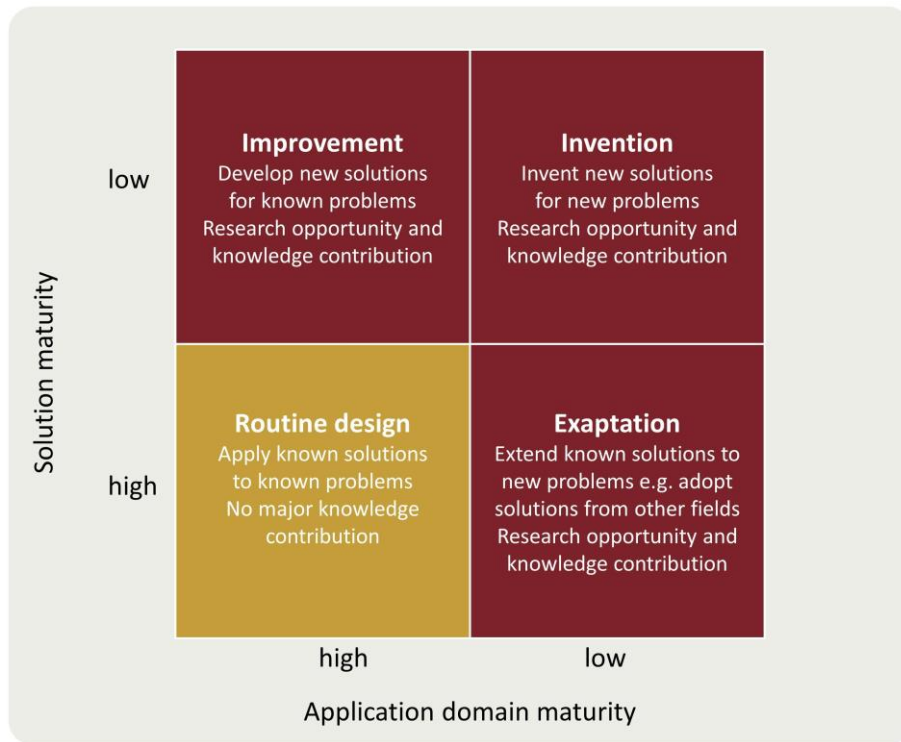 Improvement
Develop new solutions
for known problems
Research opportunity and
knowledge contribution
Invention
Invent new solutions
for new problems
Research opportunity and
knowledge contribution
low
Solution maturity
Routine design
Apply known solutions
to known problems
No major knowledge
contribution
Exaptation
Extend known solutions to
new problems e.g. adopt
solutions from other fields
Research opportunity and
knowledge contribution
high
high
low
Application domain maturity